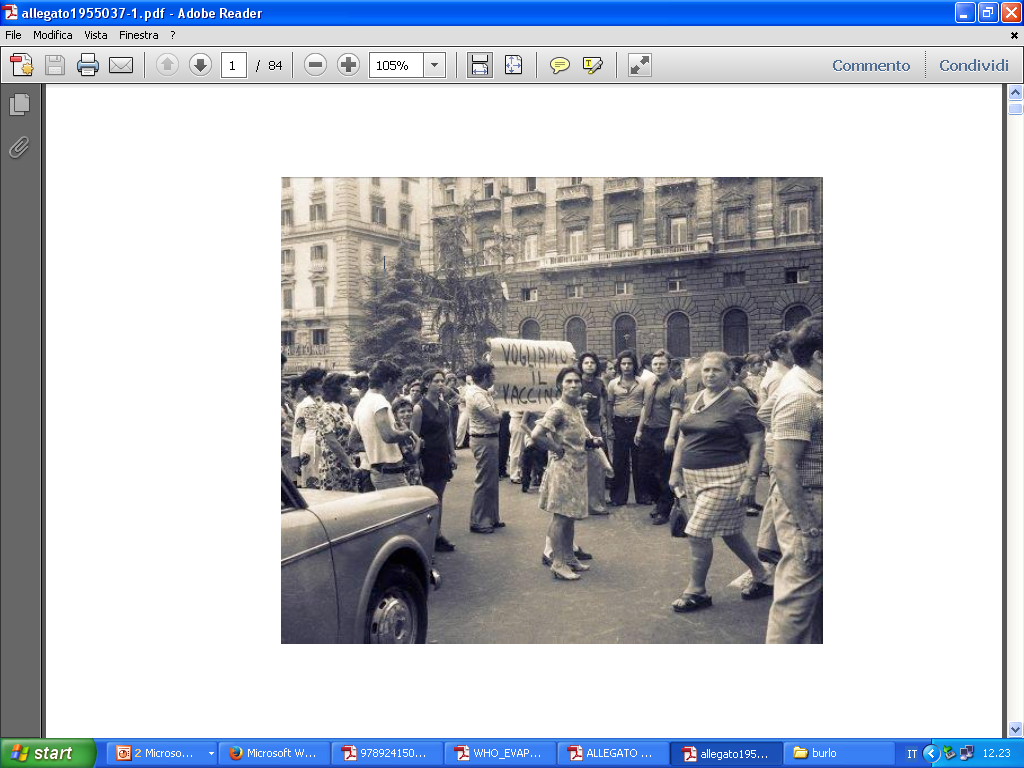 allegato1955037-1.pdf - Adobe Reader
File Modifica Vista Finestra ?
1 / 84 105% Commento Condividi
VOGLIAMO
IL
VACCINO
start 2 Microso... Microsoft W... 978924150... WHO_EVAP... ALLEGATO ... allegato195... burlo IT 12.23